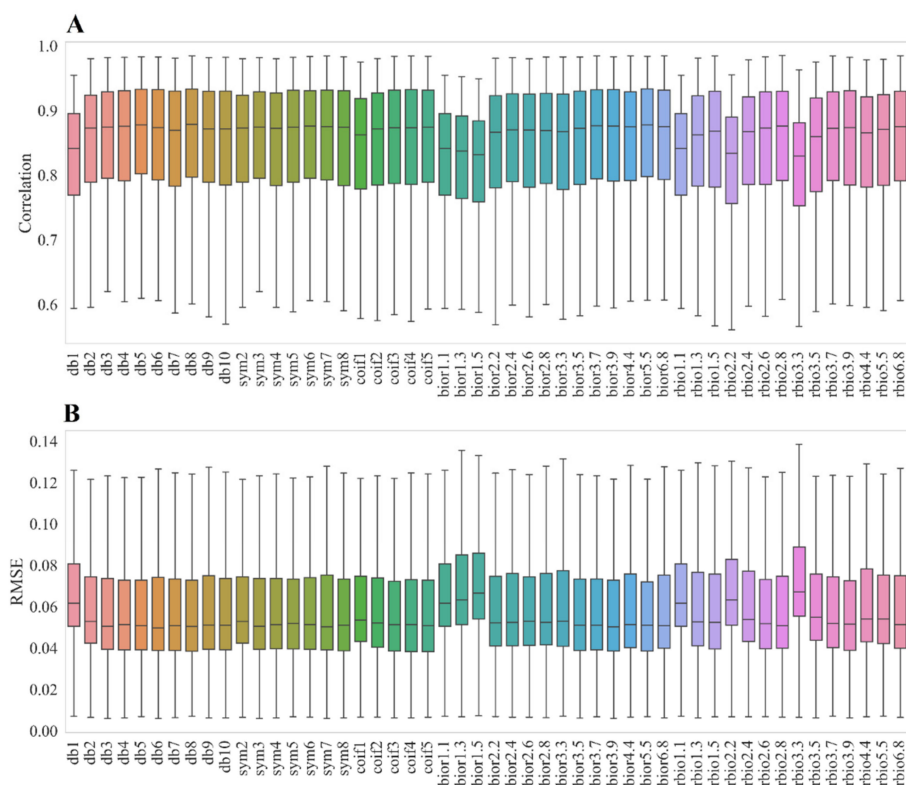 A
1.0
0.9
0.8
0.7
0.6
Correlation
db1 db2 db3 db4 db5 db6 db7 db8 db9 db10 sym2 sym3 sym4 sym5 sym6 sym7 sym8 coif1 coif2 coif3 coif4 coif5 bior1.1 bior1.3 bior1.5 bior2.2 bior2.4 bior2.6 bior2.8 bior3.3 bior3.5 bior3.7 bior3.9 bior4.4 bior5.5 bior6.8 rbio1.1 rbio1.3 rbio1.5 rbio2.2 rbio2.4 rbio2.6 rbio2.8 rbio3.3 rbio3.5 rbio3.7 rbio3.9 rbio4.4 rbio5.5 rbio6.8
B
0.14
0.12
0.10
0.08
0.06
0.04
0.02
0.00
RMSE
db1 db2 db3 db4 db5 db6 db7 db8 db9 db10 sym2 sym3 sym4 sym5 sym6 sym7 sym8 coif1 coif2 coif3 coif4 coif5 bior1.1 bior1.3 bior1.5 bior2.2 bior2.4 bior2.6 bior2.8 bior3.3 bior3.5 bior3.7 bior3.9 bior4.4 bior5.5 bior6.8 rbio1.1 rbio1.3 rbio1.5 rbio2.2 rbio2.4 rbio2.6 rbio2.8 rbio3.3 rbio3.5 rbio3.7 rbio3.9 rbio4.4 rbio5.5 rbio6.8